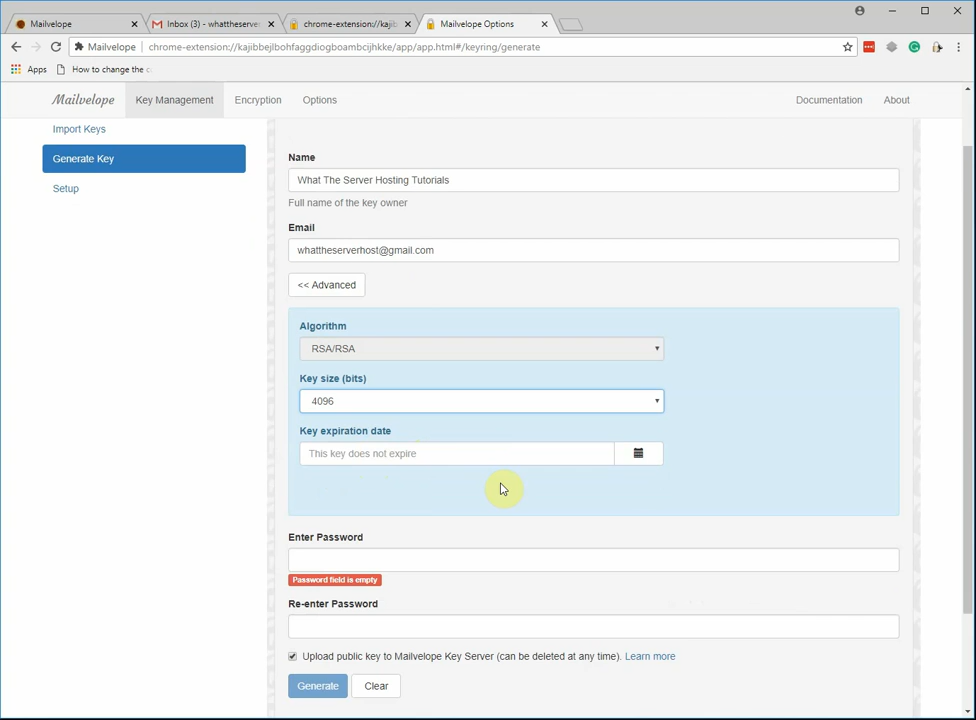 Mailvelope
Inbox (3) - whattheserver
chrome-extension://kajib
Mailvelope Options
Mailvelope
chrome-extension://kajibbejlbohfaggdiogboambcijhkke/app/app.html#/keyring/generate
Apps
How to change the c
Mailvelope
Key Management
Encryption
Options
Documentation
About
Import Keys
Generate Key
Setup
Name
What The Server Hosting Tutorials
Full name of the key owner
Email
whattheserverhost@gmail.com
<< Advanced
Algorithm
RSA/RSA
Key size (bits)
4096
Key expiration date
This key does not expire
Enter Password
Password field is empty
Re-enter Password
Upload public key to Mailvelope Key Server (can be deleted at any time). Learn more
Generate
Clear